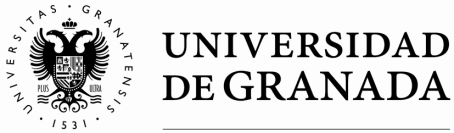 UNIVERSITAS · GRANATENSIS · 1531 ·
PLUS ULTRA
UNIVERSIDAD
DE GRANADA